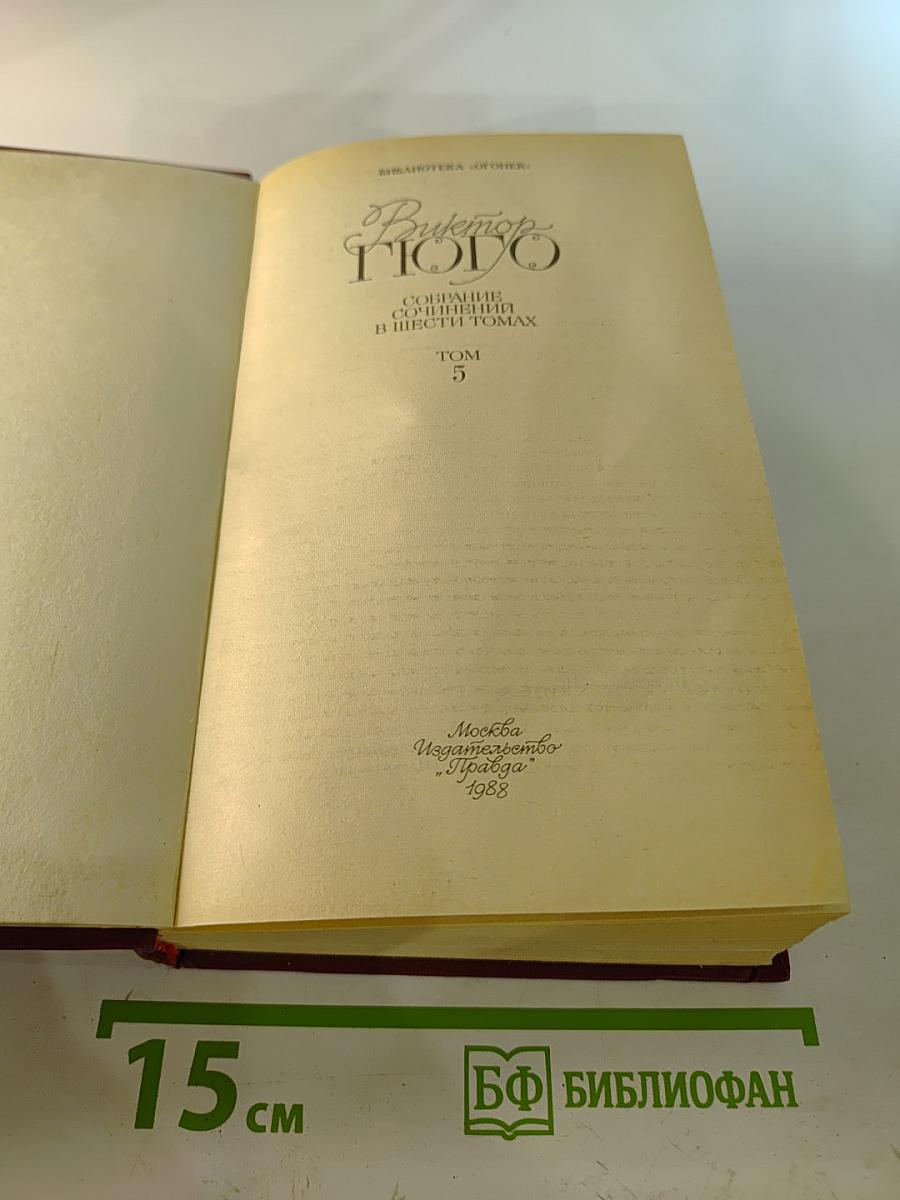 БИБЛИОТЕКА «ОГОНЕК»
Виктор
ГЮГО
СОБРАНИЕ
СОЧИНЕНИЙ
В ШЕСТИ ТОМАХ
ТОМ
5
Москва
Издательство
„Правда"
1988
15 СМ
БФ БИБЛИОФАН